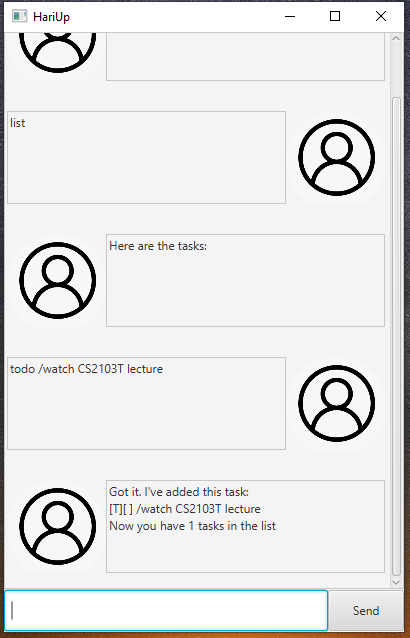 HariUp
list
Here are the tasks:
todo /watch CS2103T lecture
Got it. I've added this task:
[T][ ] /watch CS2103T lecture
Now you have 1 tasks in the list
Send